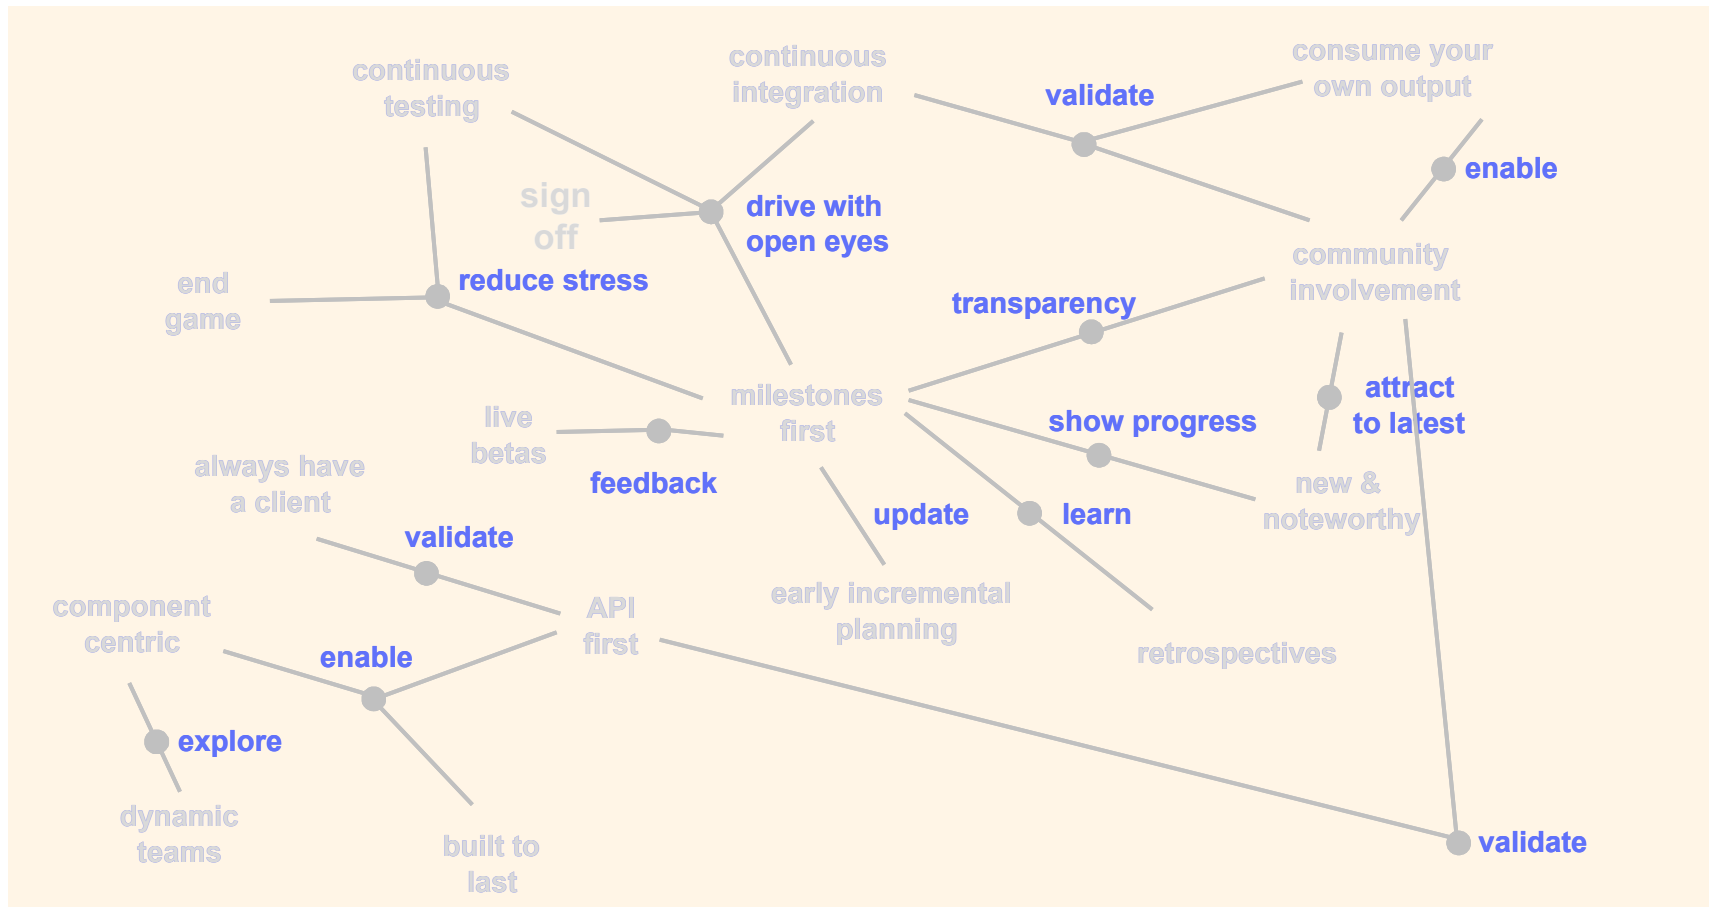 continuous
testing
continuous
integration
consume your
own output
validate
enable
sign
off
drive with
open eyes
community
involvement
end
game
reduce stress
transparency
milestones
first
attract
to latest
live
betas
show progress
always have
a client
feedback
new &
noteworthy
update
learn
validate
component
centric
API
first
early incremental
planning
enable
retrospectives
explore
dynamic
teams
built to
last
validate